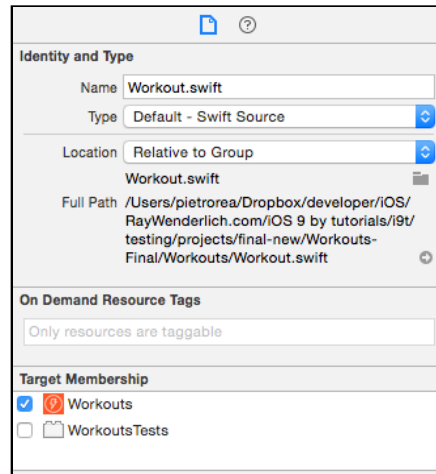 Identity and Type
Name Workout.swift
Type Default - Swift Source
Location Relative to Group
Workout.swift
Full Path /Users/pietrorea/Dropbox/developer/iOS/
RayWenderlich.com/iOS 9 by tutorials/i9t/
testing/projects/final-new/Workouts-
Final/Workouts/Workout.swift
On Demand Resource Tags
Only resources are taggable
Target Membership
Workouts
WorkoutsTests